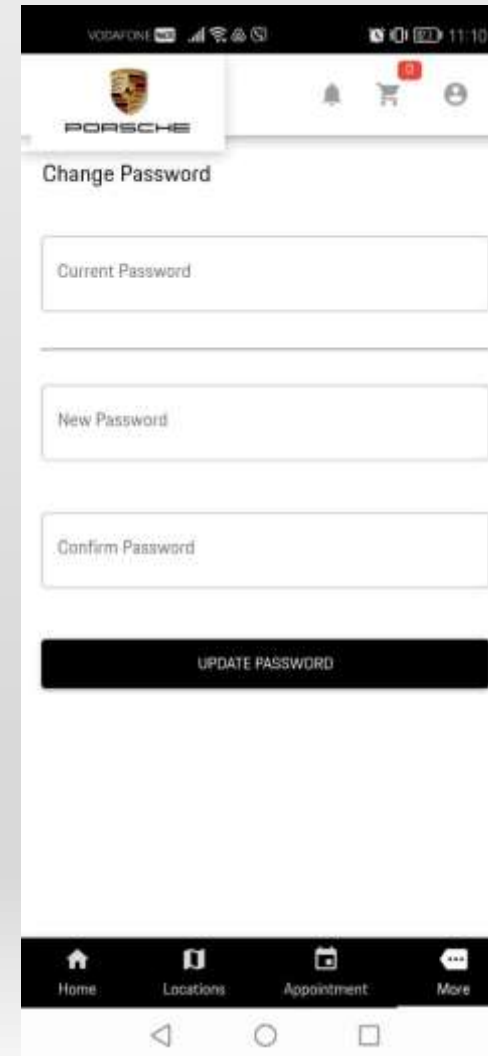 VODAFONE
11:10
PORSCHE
0
Change Password
Current Password
New Password
Confirm Password
UPDATE PASSWORD
Home Locations Appointment More